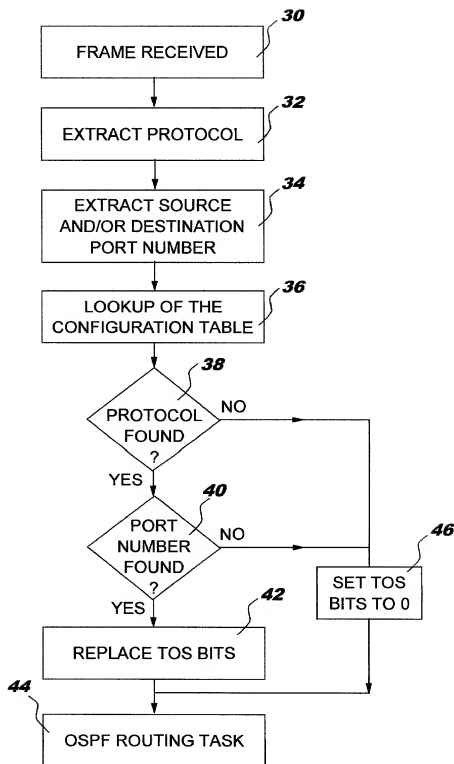 30
FRAME RECEIVED
32
EXTRACT PROTOCOL
34
EXTRACT SOURCE
AND/OR DESTINATION
PORT NUMBER
36
LOOKUP OF THE
CONFIGURATION TABLE
38
PROTOCOL
FOUND
?
NO
YES
40
PORT
NUMBER
FOUND
?
NO
46
SET TOS
BITS TO 0
YES
42
REPLACE TOS BITS
44
OSPF ROUTING TASK